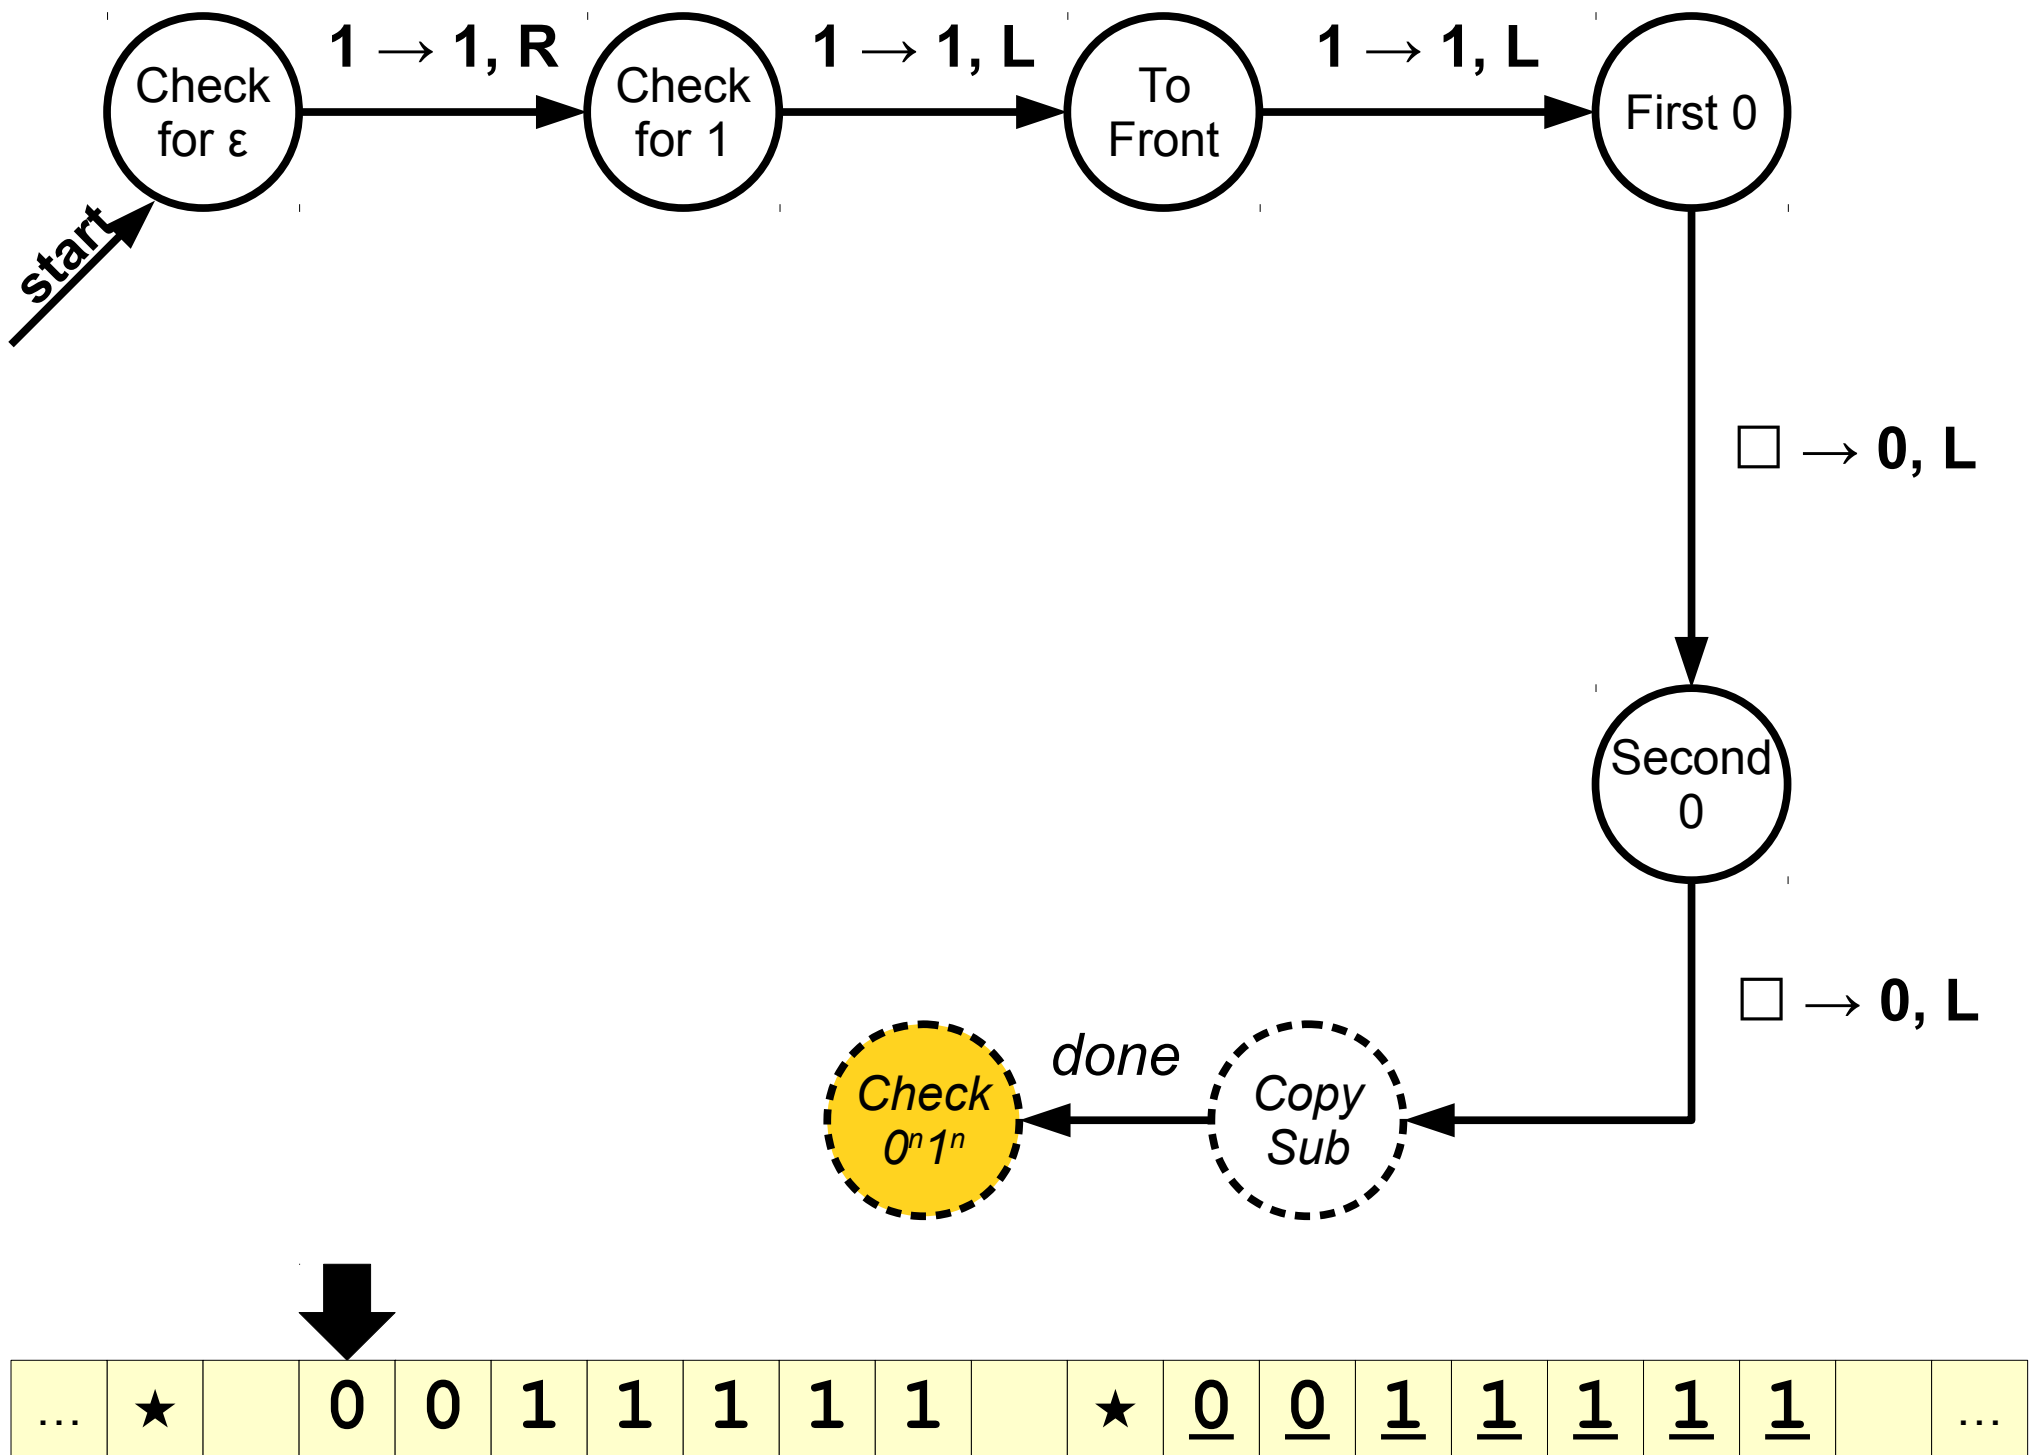 Check
for ε
1 → 1, R
Check
for 1
1 → 1, L
To
Front
1 → 1, L
First 0
start
□ → 0, L
Second
0
□ → 0, L
Check
0ⁿ1ⁿ
done
Copy
Sub
… ★ 0 0 1 1 1 1 1 ★ 0 0 1 1 1 1 1 …